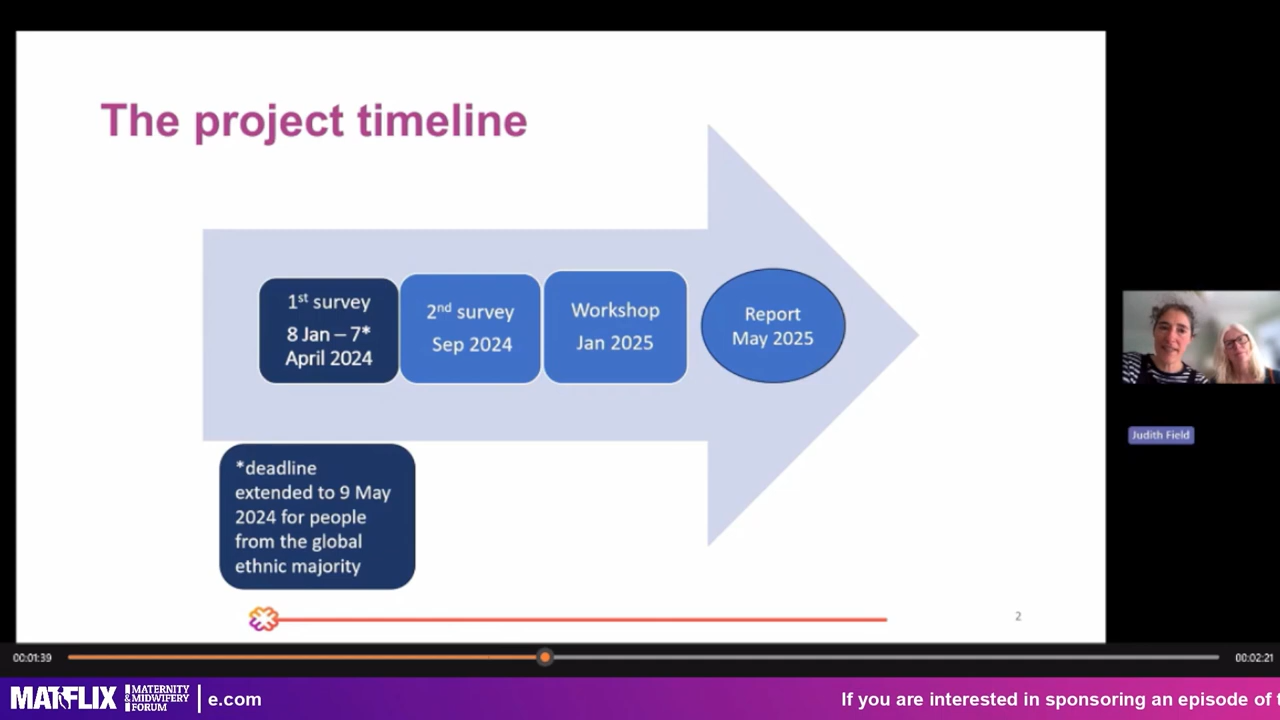 The project timeline
1st survey
8 Jan – 7*
April 2024
2nd survey
Sep 2024
Workshop
Jan 2025
Report
May 2025
*deadline
extended to 9 May
2024 for people
from the global
ethnic majority
2
Judith Field
00:01:39
00:02:21
MATFLIX
MATERNITY
& MIDWIFERY
FORUM
e.com
If you are interested in sponsoring an episode of